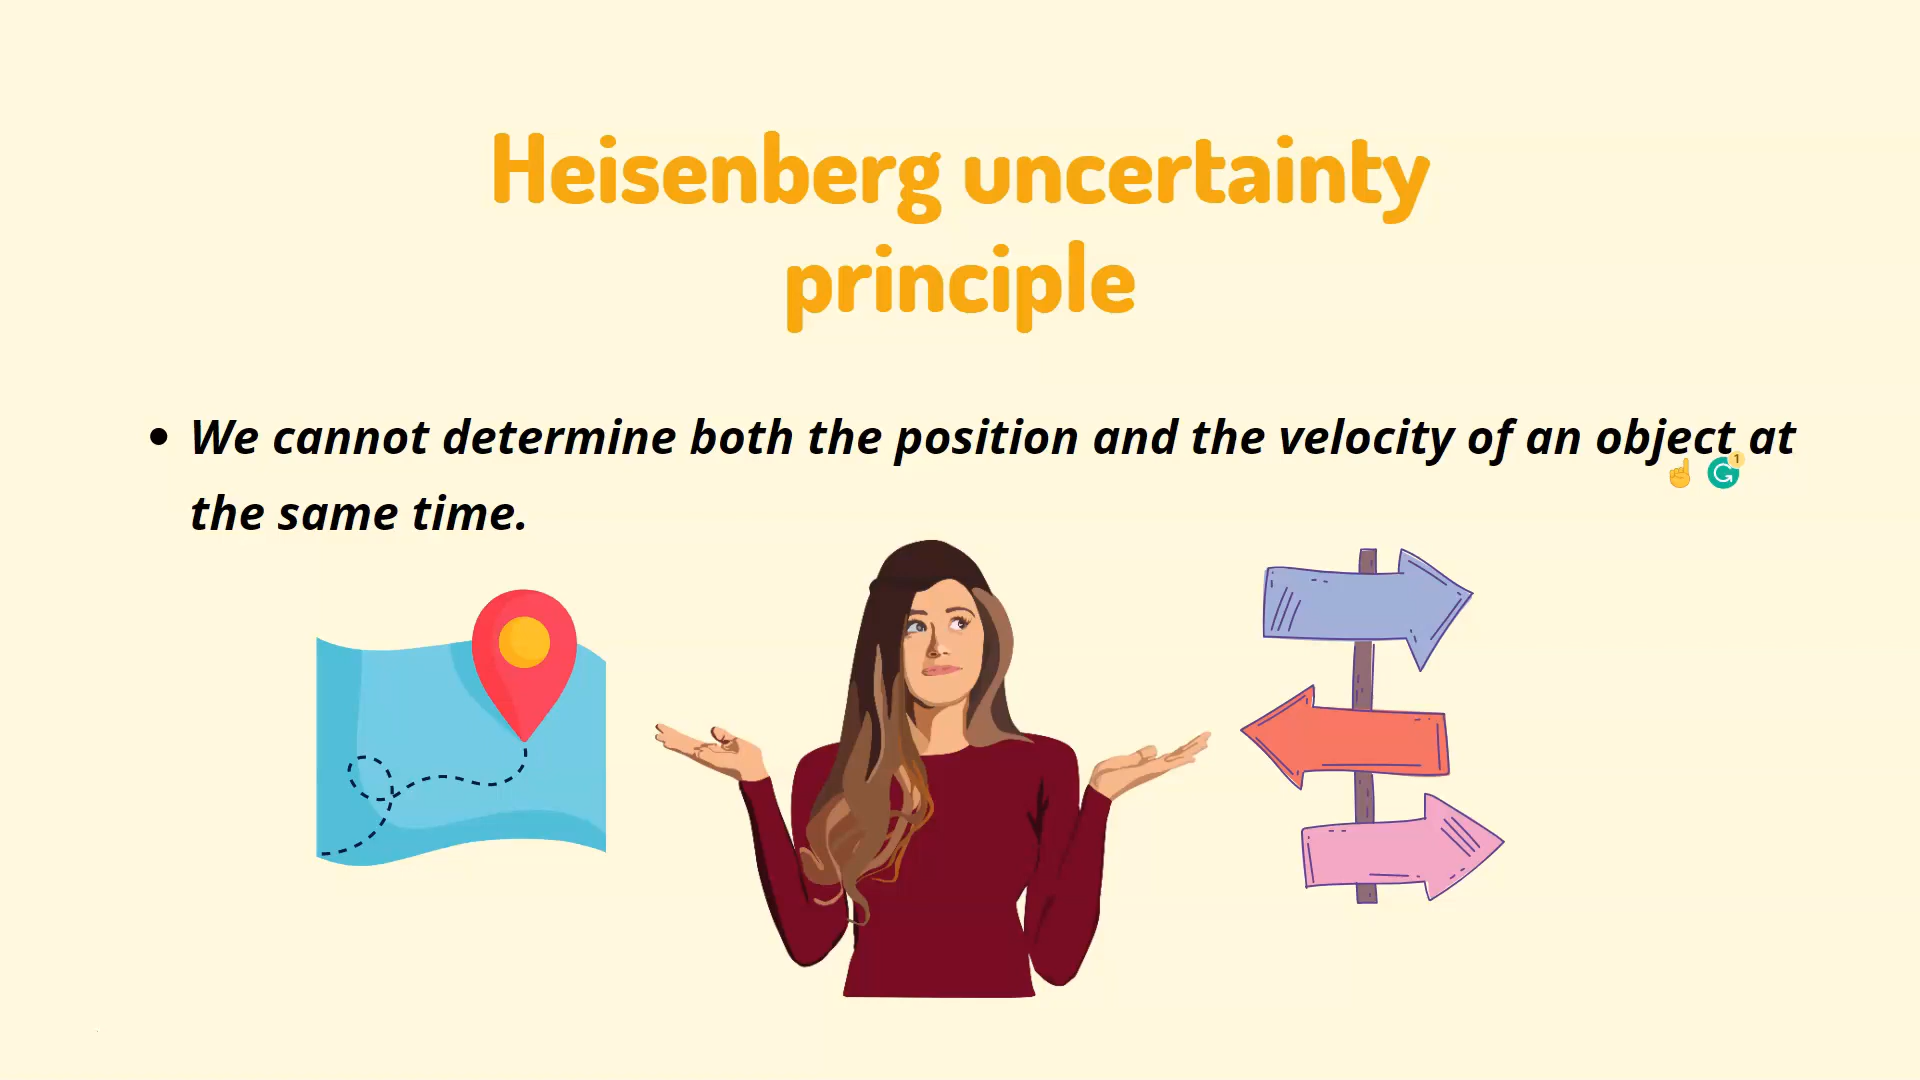 Heisenberg uncertainty
principle
• We cannot determine both the position and the velocity of an object at
the same time.
1